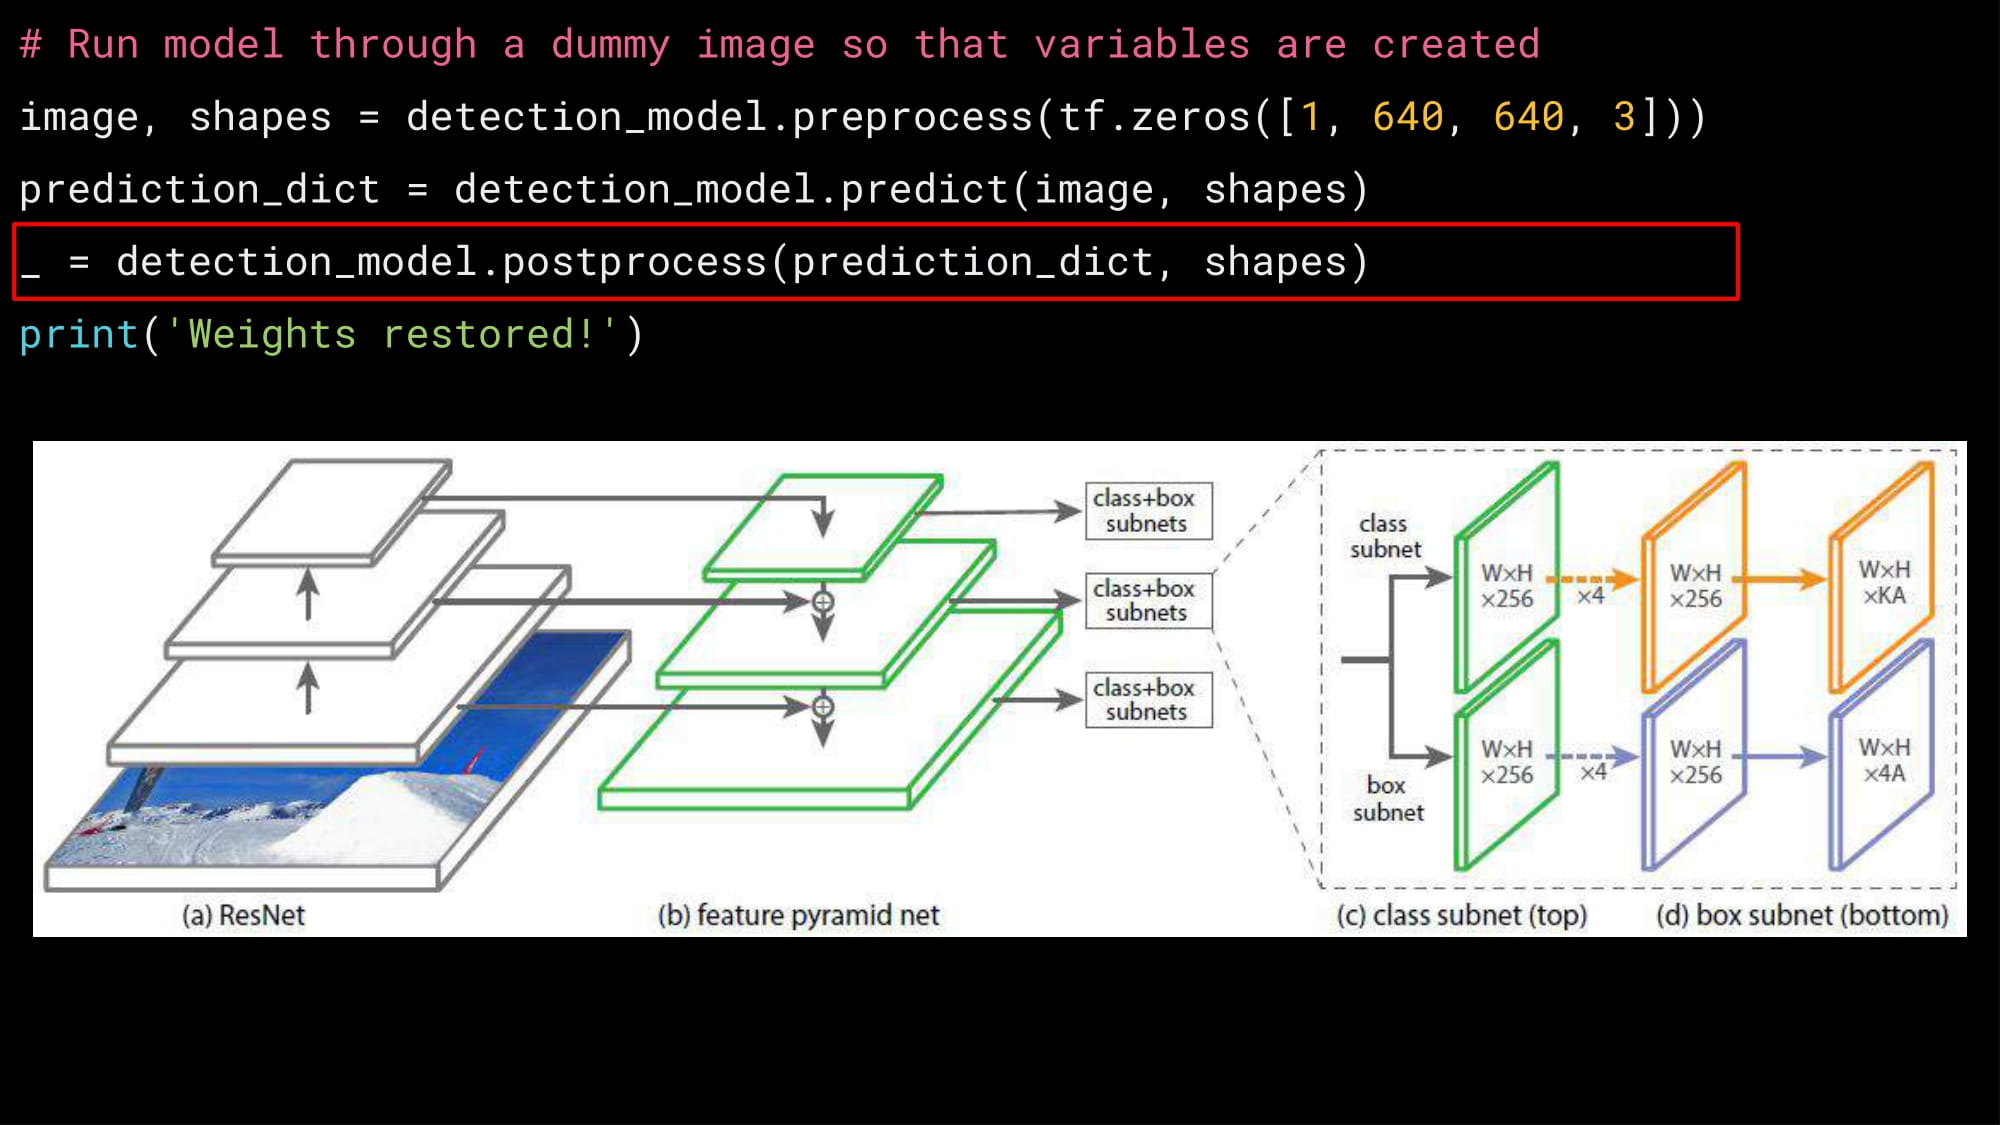 # Run model through a dummy image so that variables are created
image, shapes = detection_model.preprocess(tf.zeros([1, 640, 640, 3]))
prediction_dict = detection_model.predict(image, shapes)
_ = detection_model.postprocess(prediction_dict, shapes)
print('Weights restored!')
class+box
subnets
class+box
subnets
class+box
subnets
class
subnet
W×H
×256
×4
W×H
×256
W×H
×KA
box
subnet
W×H
×256
×4
W×H
×256
W×H
×4A
(a) ResNet
(b) feature pyramid net
(c) class subnet (top)
(d) box subnet (bottom)